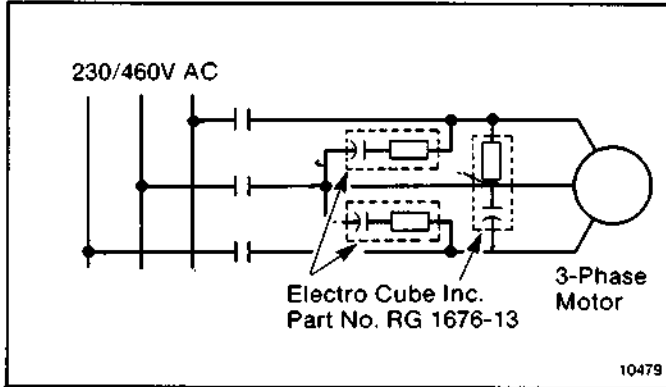 230/460V AC
Electro Cube Inc.
Part No. RG 1676-13
3-Phase
Motor
10479